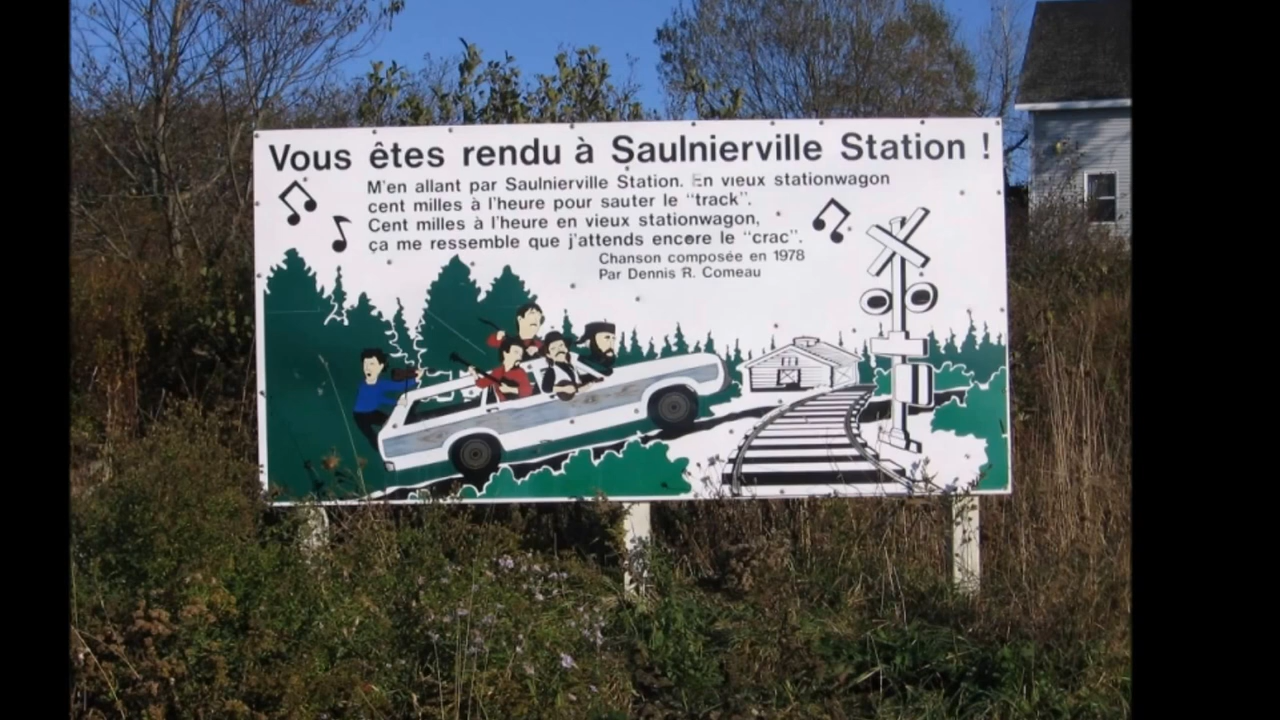 Vous êtes rendu à Saulnierville Station !
M'en allant par Saulnierville Station. En vieux stationwagon
cent milles à l'heure pour sauter le "track".
Cent milles à l'heure en vieux stationwagon,
ça me ressemble que j'attends encore le "crac".
Chanson composée en 1978
Par Dennis R. Comeau